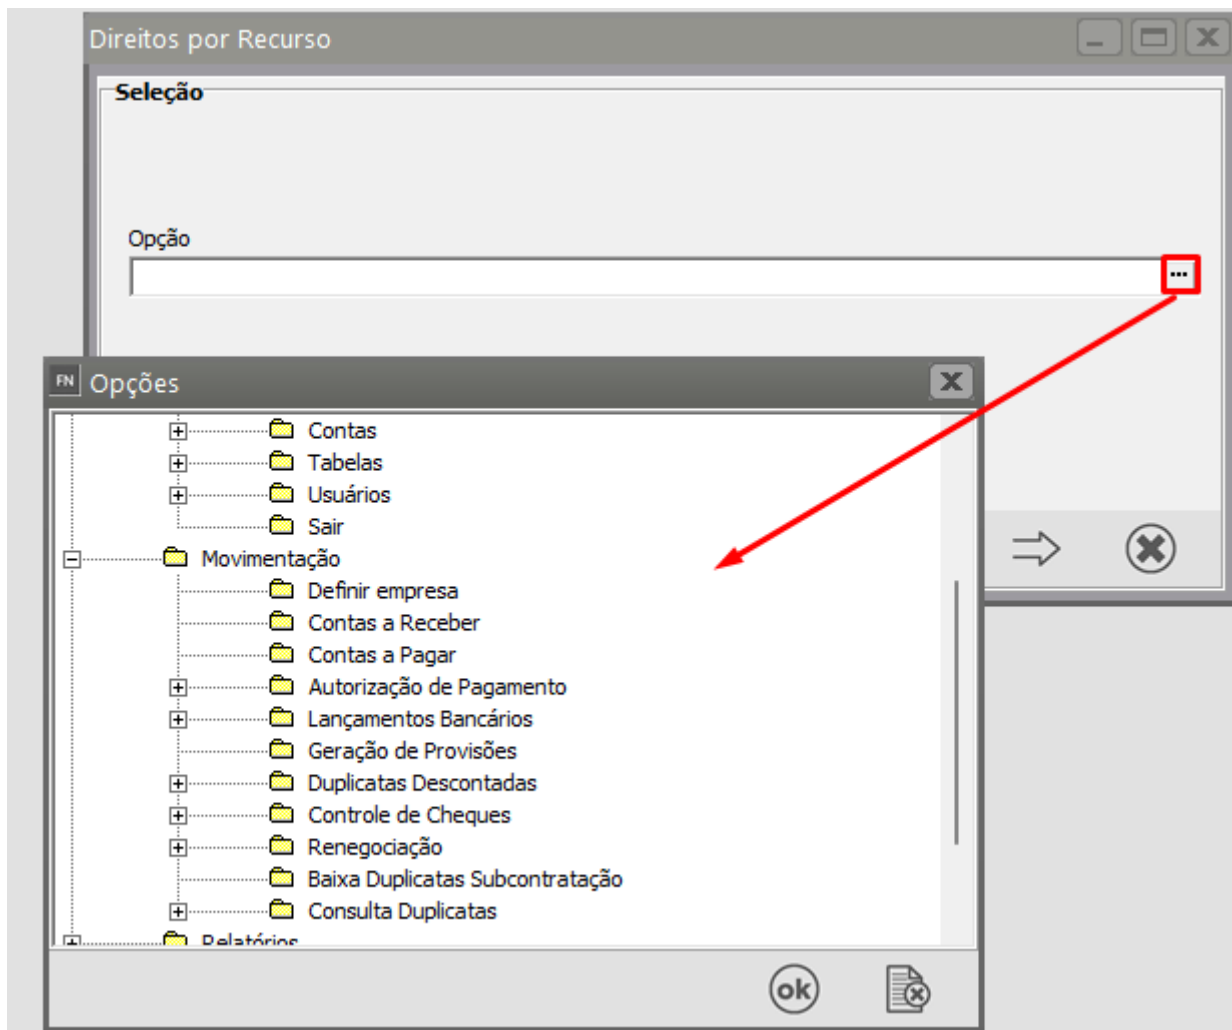 Direitos por Recurso
Seleção
Opção
...
FN Opções
Contas
Tabelas
Usuários
Sair
Movimentação
Definir empresa
Contas a Receber
Contas a Pagar
Autorização de Pagamento
Lançamentos Bancários
Geração de Provisões
Duplicatas Descontadas
Controle de Cheques
Renegociação
Baixa Duplicatas Subcontratação
Consulta Duplicatas
Relatórios
ok